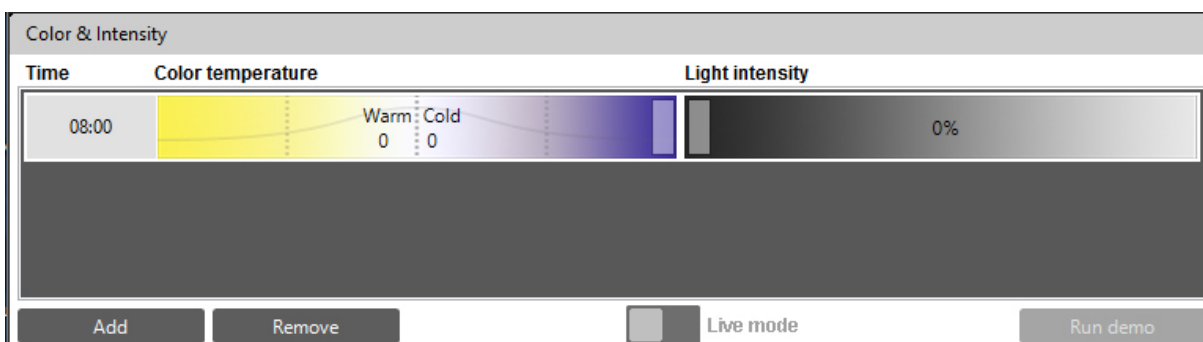 Color & Intensity
Time Color temperature Light intensity
08:00 Warm Cold 0%
0 0
Add Remove Live mode Run demo